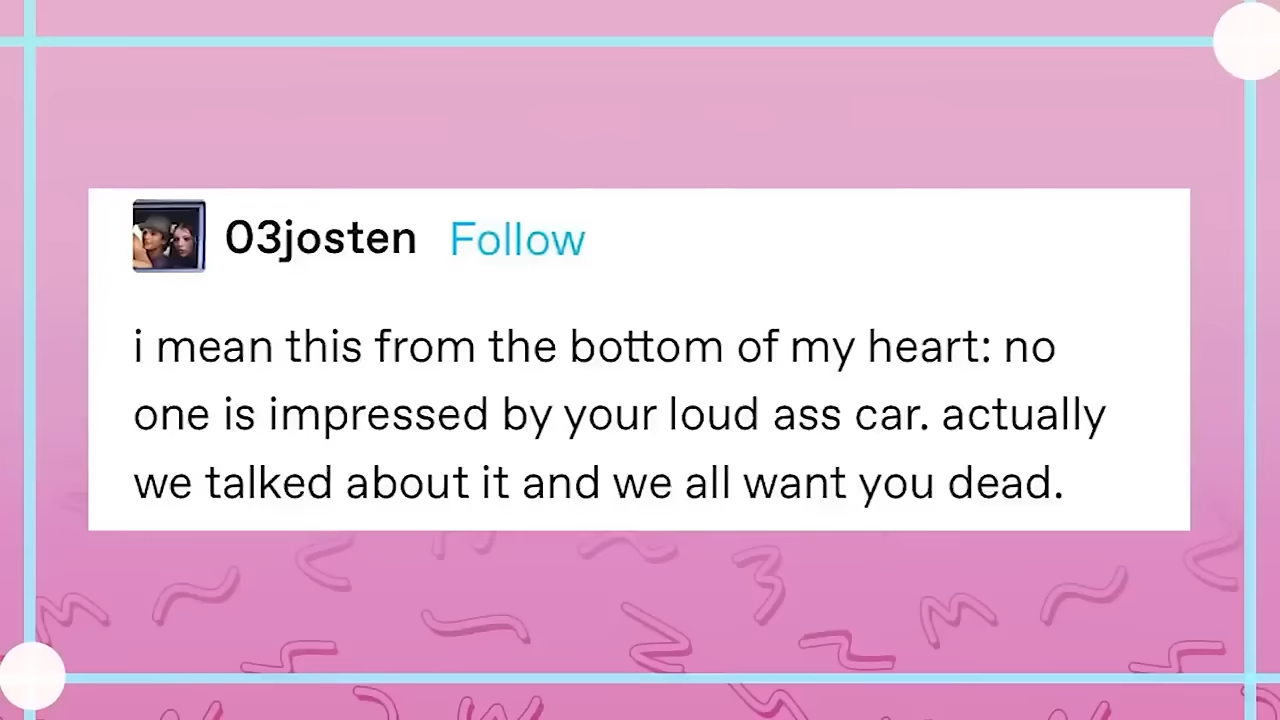 03josten Follow
i mean this from the bottom of my heart: no
one is impressed by your loud ass car. actually
we talked about it and we all want you dead.